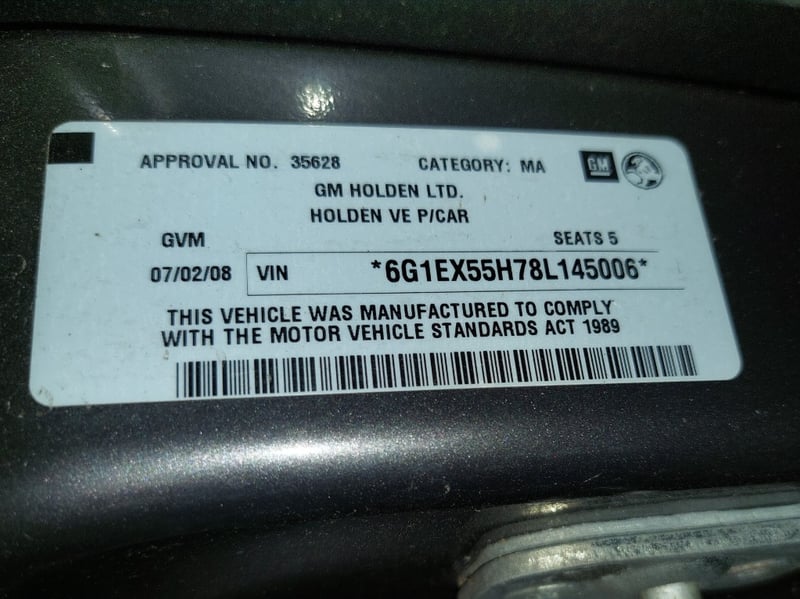 APPROVAL NO. 35628 CATEGORY: MA GM
GM HOLDEN LTD.
HOLDEN VE P/CAR
GVM SEATS 5
07/02/08 VIN *6G1EX55H78L145006*
THIS VEHICLE WAS MANUFACTURED TO COMPLY
WITH THE MOTOR VEHICLE STANDARDS ACT 1989